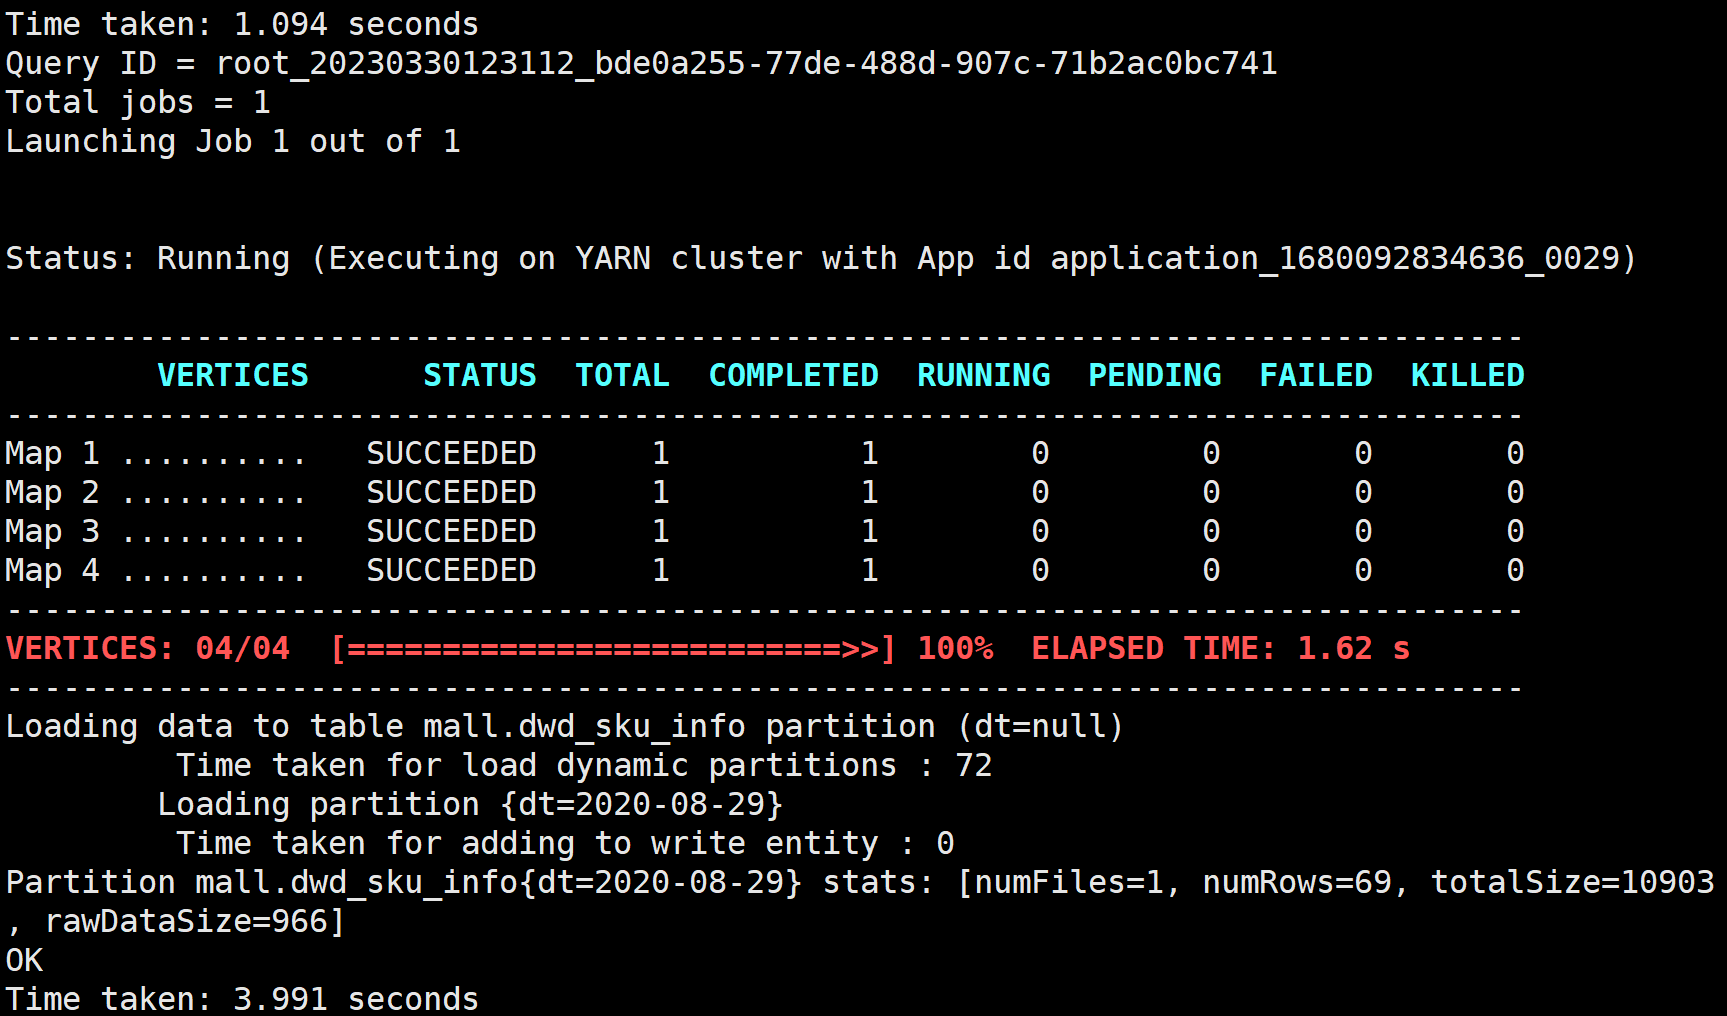 Time taken: 1.094 seconds
Query ID = root_20230330123112_bde0a255-77de-488d-907c-71b2ac0bc741
Total jobs = 1
Launching Job 1 out of 1
Status: Running (Executing on YARN cluster with App id application_1680092834636_0029)
--------------------------------------------------------------------------------
        VERTICES      STATUS  TOTAL  COMPLETED  RUNNING  PENDING  FAILED  KILLED
--------------------------------------------------------------------------------
Map 1 ..........   SUCCEEDED      1          1        0        0       0       0
Map 2 ..........   SUCCEEDED      1          1        0        0       0       0
Map 3 ..........   SUCCEEDED      1          1        0        0       0       0
Map 4 ..........   SUCCEEDED      1          1        0        0       0       0
--------------------------------------------------------------------------------
VERTICES: 04/04  [==========================>>] 100%  ELAPSED TIME: 1.62 s
--------------------------------------------------------------------------------
Loading data to table mall.dwd_sku_info partition (dt=null)
         Time taken for load dynamic partitions : 72
        Loading partition {dt=2020-08-29}
         Time taken for adding to write entity : 0
Partition mall.dwd_sku_info{dt=2020-08-29} stats: [numFiles=1, numRows=69, totalSize=10903
, rawDataSize=966]
OK
Time taken: 3.991 seconds